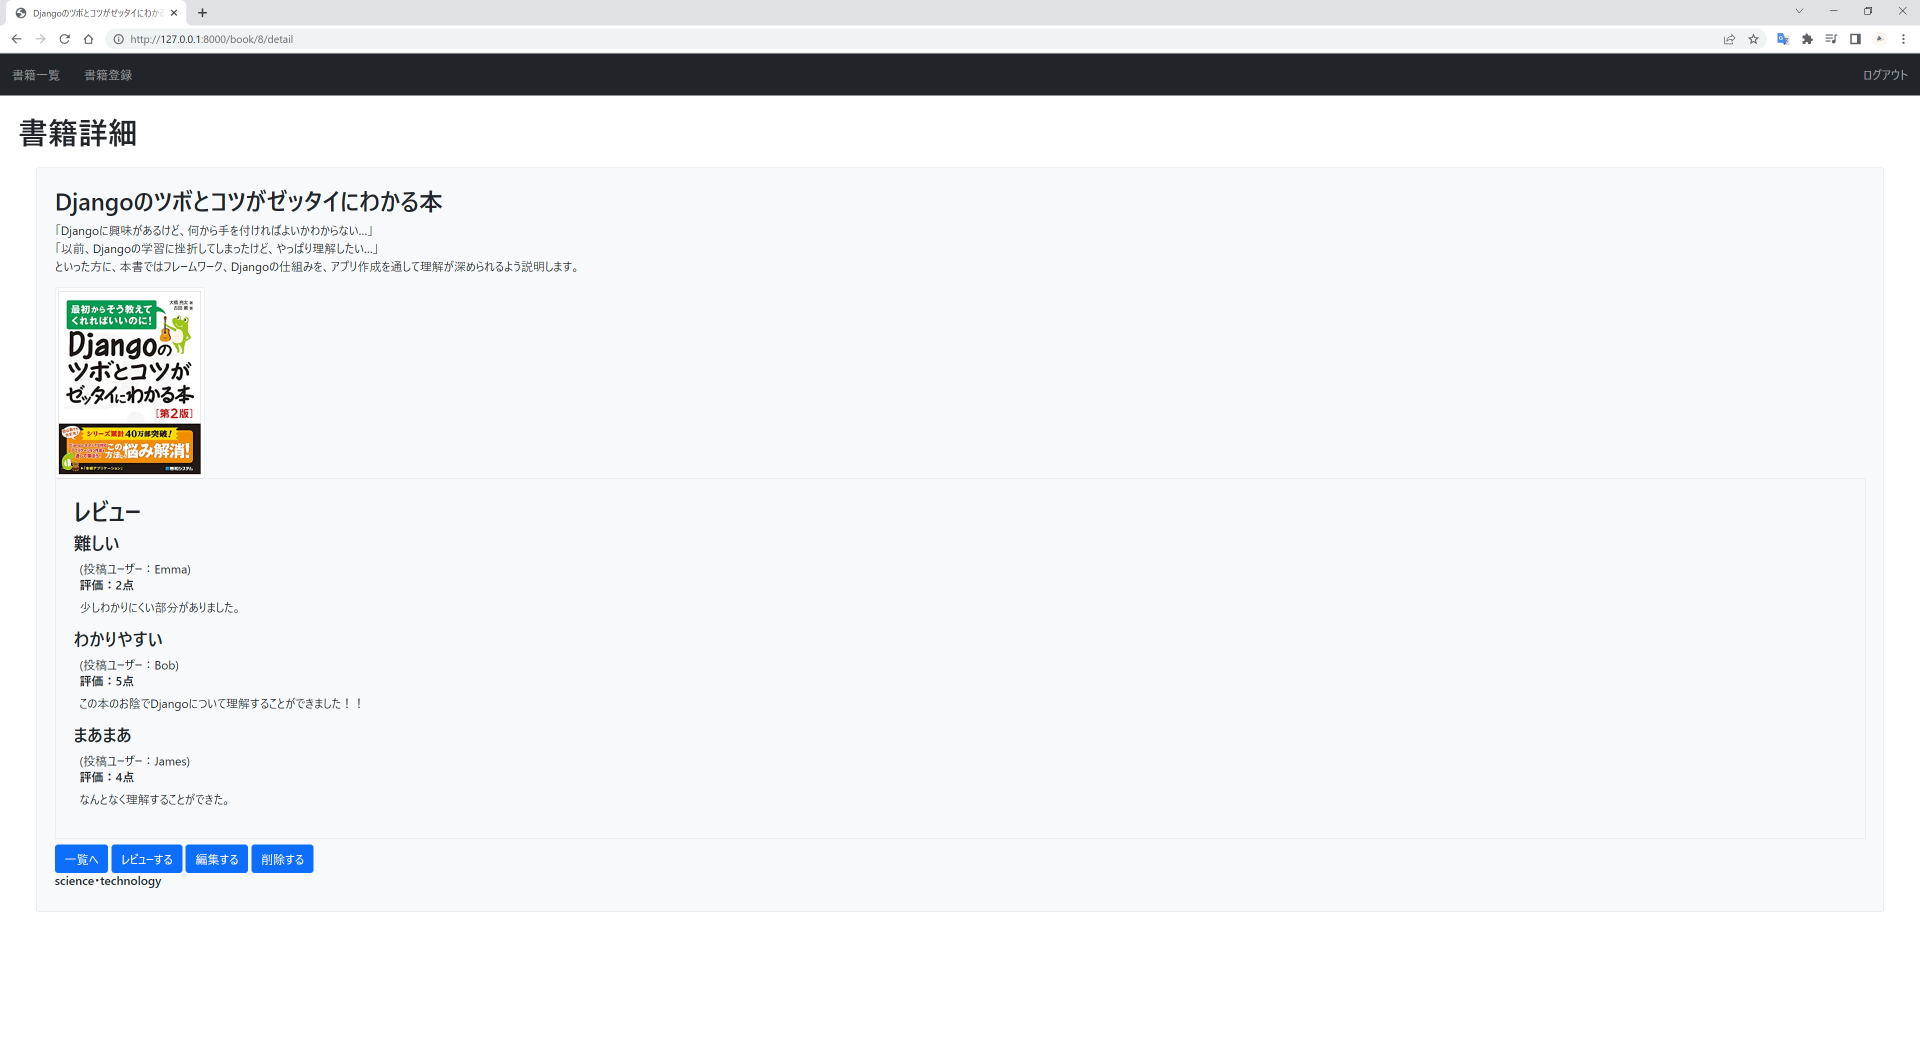 Djangoのツボとコツがゼッタイにわか
http://127.0.0.1:8000/book/8/detail
書籍一覧 書籍登録 ログアウト
書籍詳細
Djangoのツボとコツがゼッタイにわかる本
「Djangoに興味があるけど、何から手を付ければよいかわからない...」
「以前、Djangoの学習に挫折してしまったけど、やっぱり理解したい...」
といった方に、本書ではフレームワーク、Djangoの仕組みを、アプリ作成を通して理解が深められるよう説明します。
最初からそう教えて
くれればいいのに!
Djangoの
ツボとコツが
ゼッタイにわかる本
[第2版]
シリーズ累計40万部突破!
この
方法で
悩み解消!
秀和システム
レビュー
難しい
(投稿ユーザー：Emma)
評価：2点
少しわかりにくい部分がありました。
わかりやすい
(投稿ユーザー：Bob)
評価：5点
この本のお陰でDjangoについて理解することができました！！
まあまあ
(投稿ユーザー：James)
評価：4点
なんとなく理解することができた。
一覧へ レビューする 編集する 削除する
science・technology